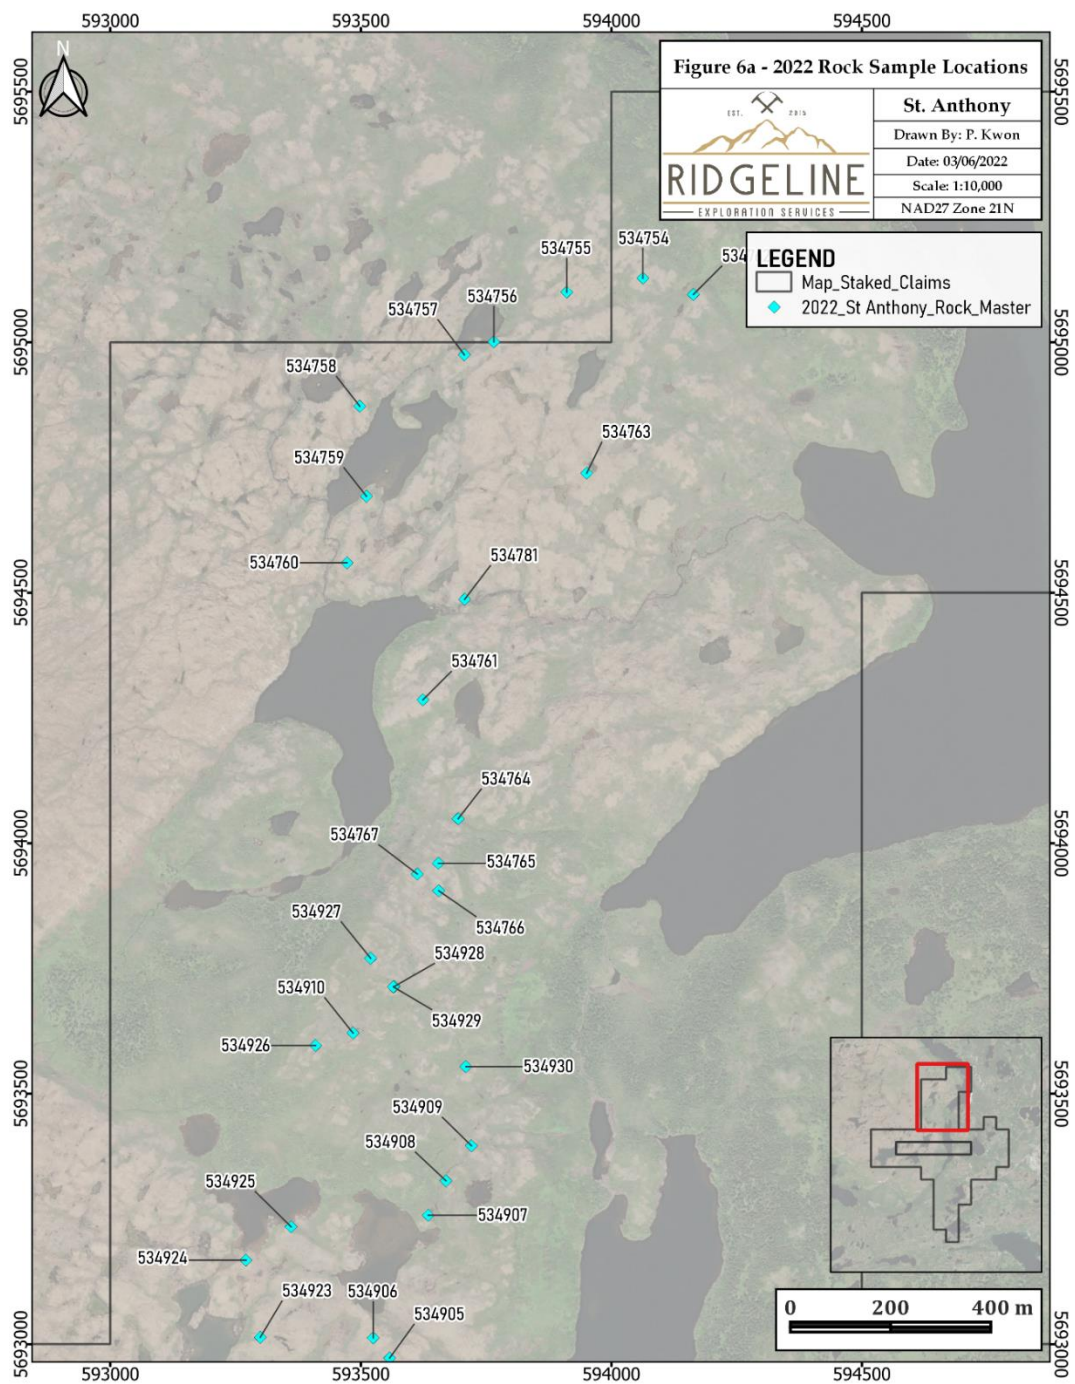 593000 593500 594000 594500
N
Figure 6a - 2022 Rock Sample Locations
EST. 2015
RIDGELINE
EXPLORATION SERVICES
St. Anthony
Drawn By: P. Kwon
Date: 03/06/2022
Scale: 1:10,000
NAD27 Zone 21N
LEGEND
Map_Staked_Claims
2022_St Anthony_Rock_Master
5695500
5695500
534755
534754
534756
534757
5695000
5695000
534758
534763
534759
534760
534781
5694500
5694500
534761
534764
5694000
5694000
534767
534765
534766
534927
534928
534910
534929
534926
534930
5693500
5693500
534909
534908
534925
534907
534924
534923
534906
534905
5693000
5693000
0 200 400 m
593000 593500 594000 594500